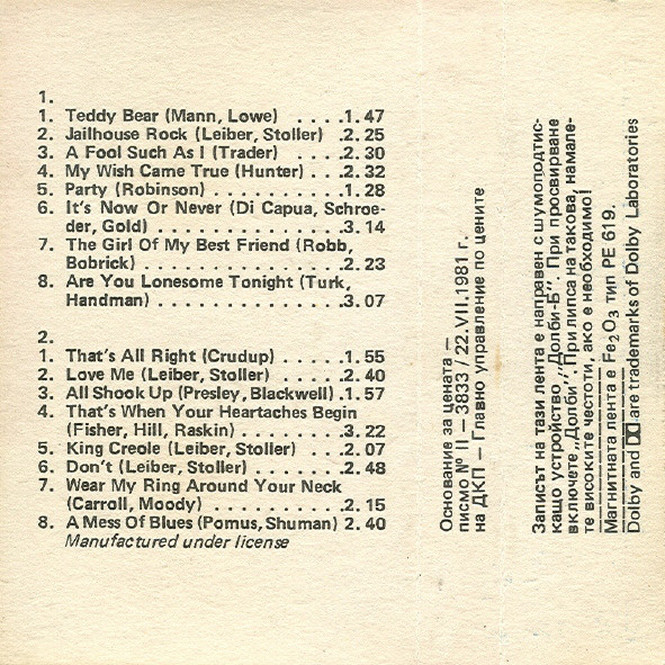 1.
1. Teddy Bear (Mann, Lowe) . . . .1. 47
2. Jailhouse Rock (Leiber, Stoller) .2. 25
3. A Fool Such As I (Trader) . . . .2. 30
4. My Wish Came True (Hunter) . . .2. 32
5. Party (Robinson) . . . . . . . . .1. 28
6. It's Now Or Never (Di Capua, Schroe-
der, Gold) . . . . . . . . . . . . .3. 14
7. The Girl Of My Best Friend (Robb,
Bobrick) . . . . . . . . . . . . . .2. 23
8. Are You Lonesome Tonight (Turk,
Handman) . . . . . . . . . . . . .3. 07
2.
1. That's All Right (Crudup) . . . .1. 55
2. Love Me (Leiber, Stoller) . . . .2. 40
3. All Shook Up (Presley, Blackwell) .1. 57
4. That's When Your Heartaches Begin
(Fisher, Hill, Raskin) . . . . . . .3. 22
5. King Creole (Leiber, Stoller) . . .2. 07
6. Don't (Leiber, Stoller) . . . . . .2. 48
7. Wear My Ring Around Your Neck
(Carroll, Moody) . . . . . . . . . .2. 15
8. A Mess Of Blues (Pomus, Shuman) 2. 40
Manufactured under license
Основание за цената —
писмо № II — 3833 / 22.VII.1981 г.
на ДКП — Главно управление по цените
Записът на тази лента е направен с шумоподтис-
кащо устройство „Долби-Б". При просвирване
включете „Долби". При липса на такова, намале-
те високите честоти, ако е необходимо!
Магнитната лента е Fe2O3 тип PE 619.
Dolby and are trademarks of Dolby Laboratories